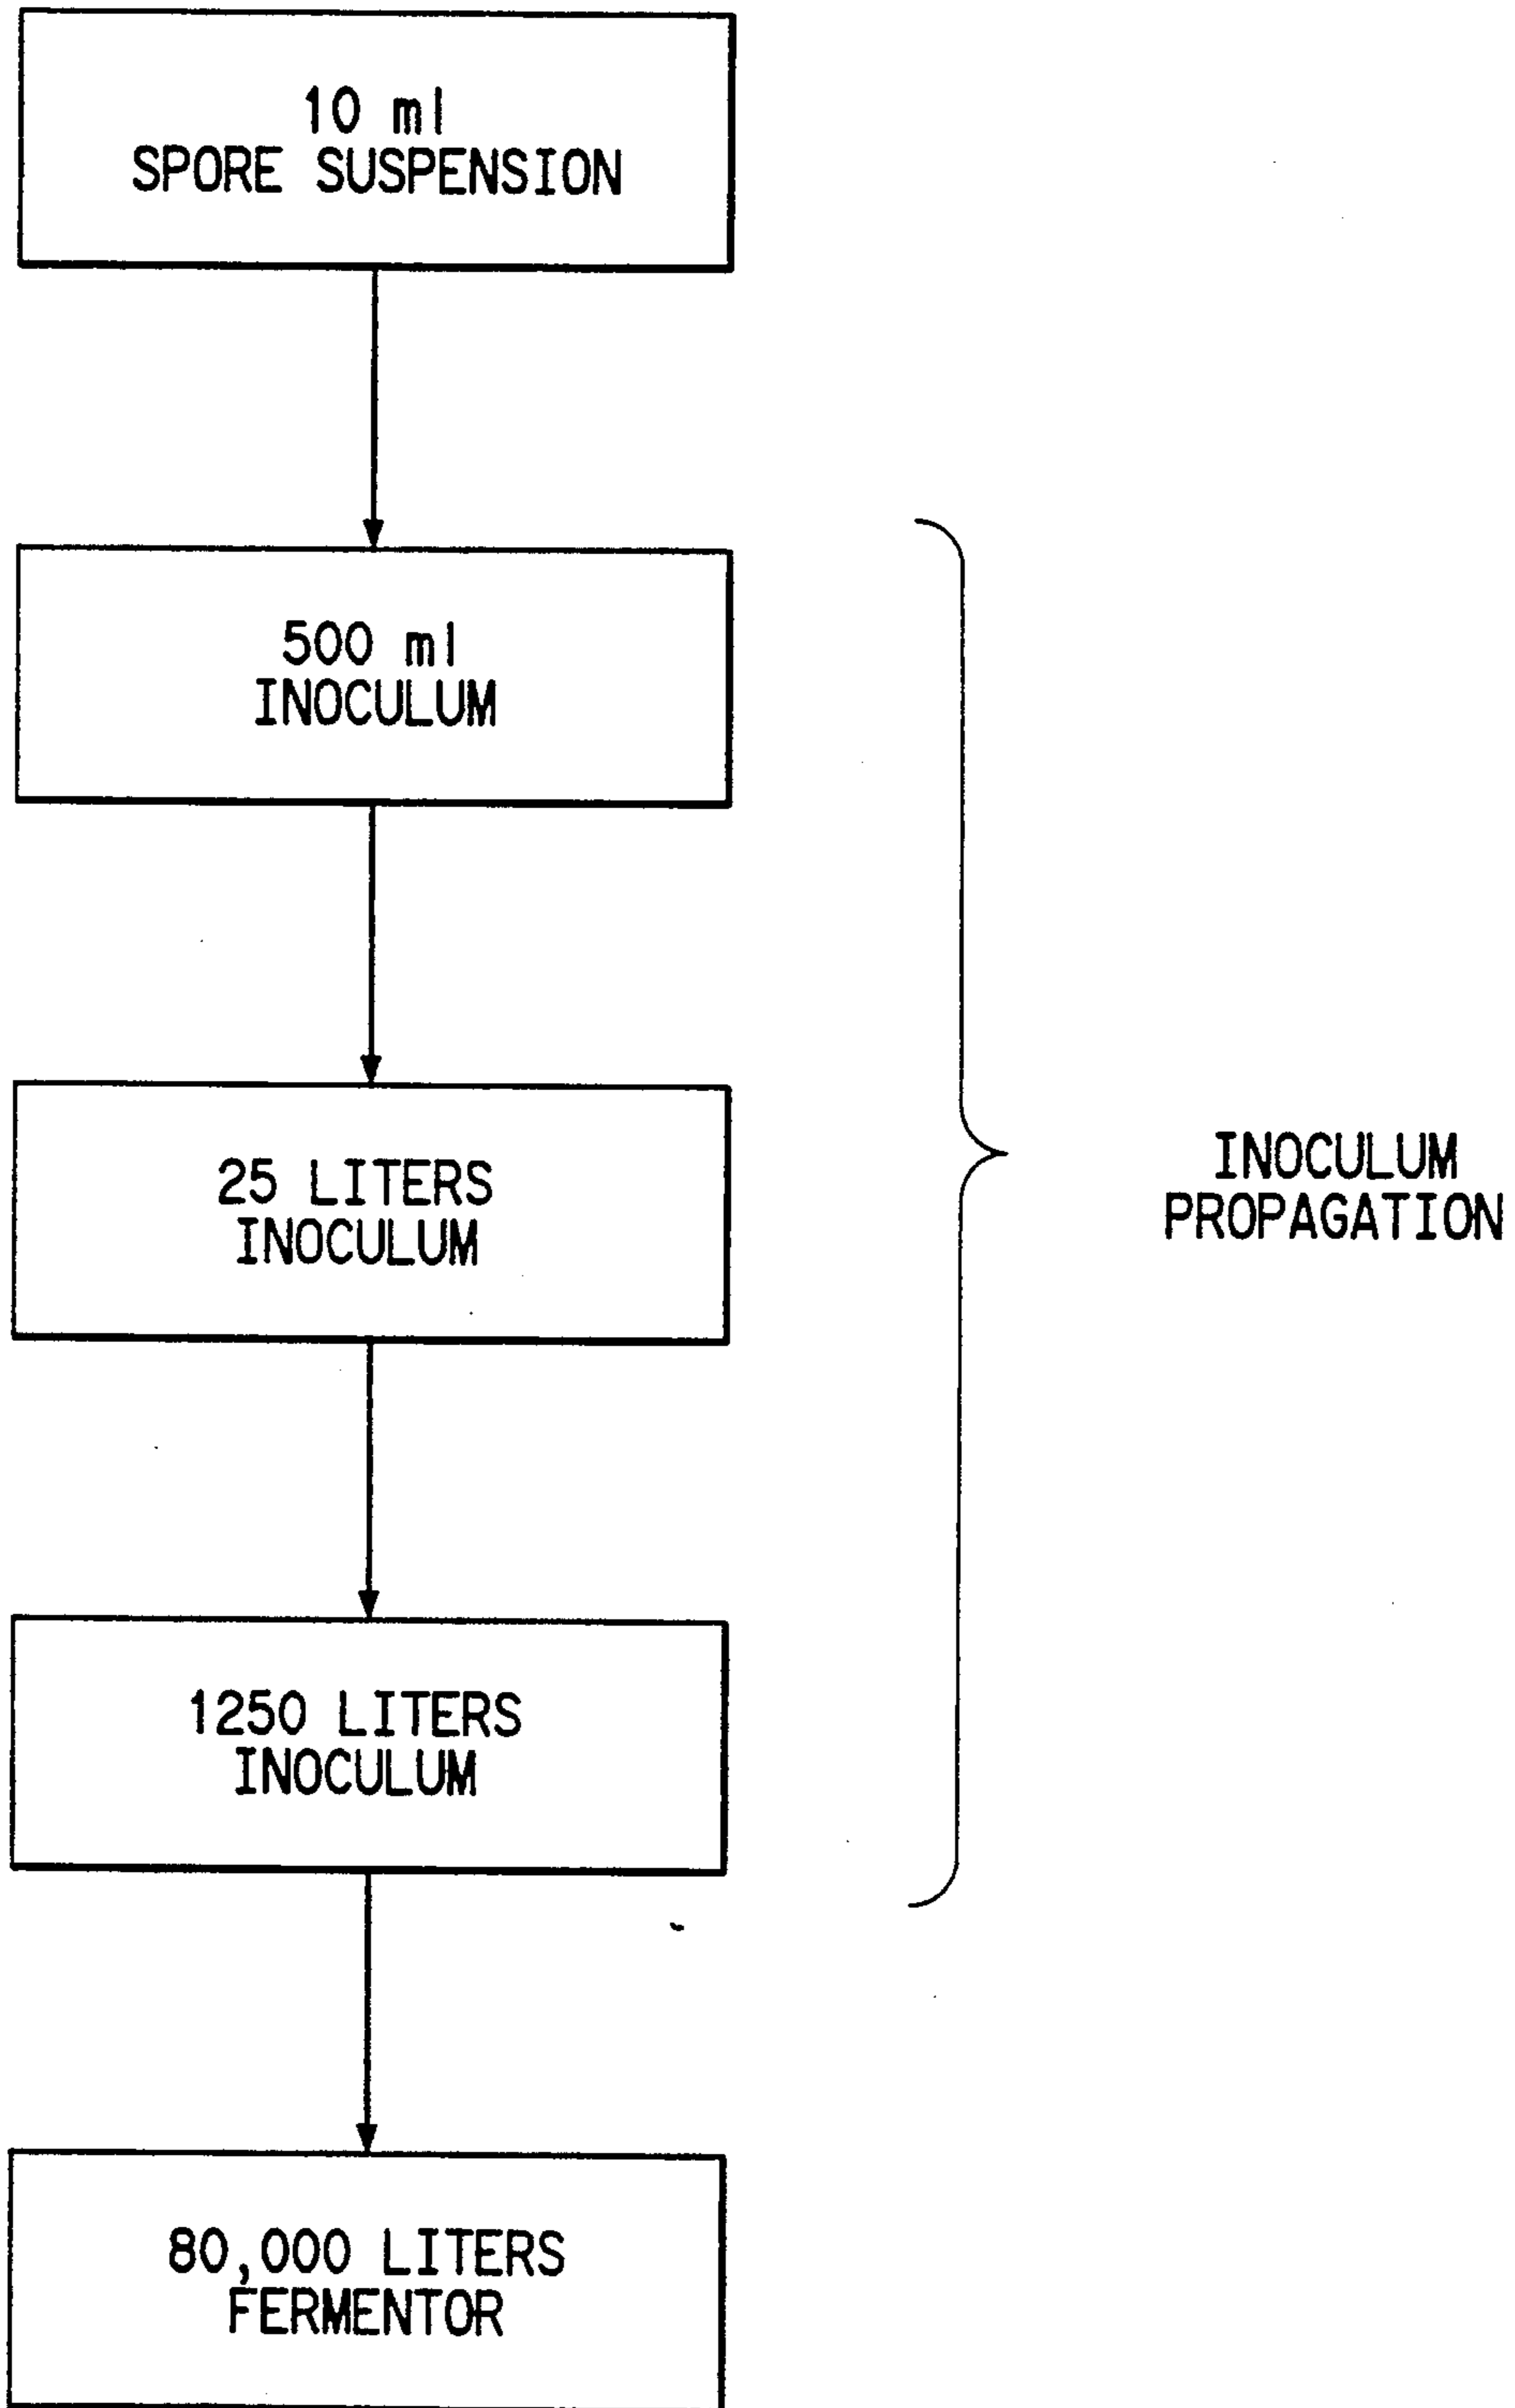 10 ml
SPORE SUSPENSION
500 ml
INOCULUM
25 LITERS
INOCULUM
INOCULUM
PROPAGATION
1250 LITERS
INOCULUM
80,000 LITERS
FERMENTOR